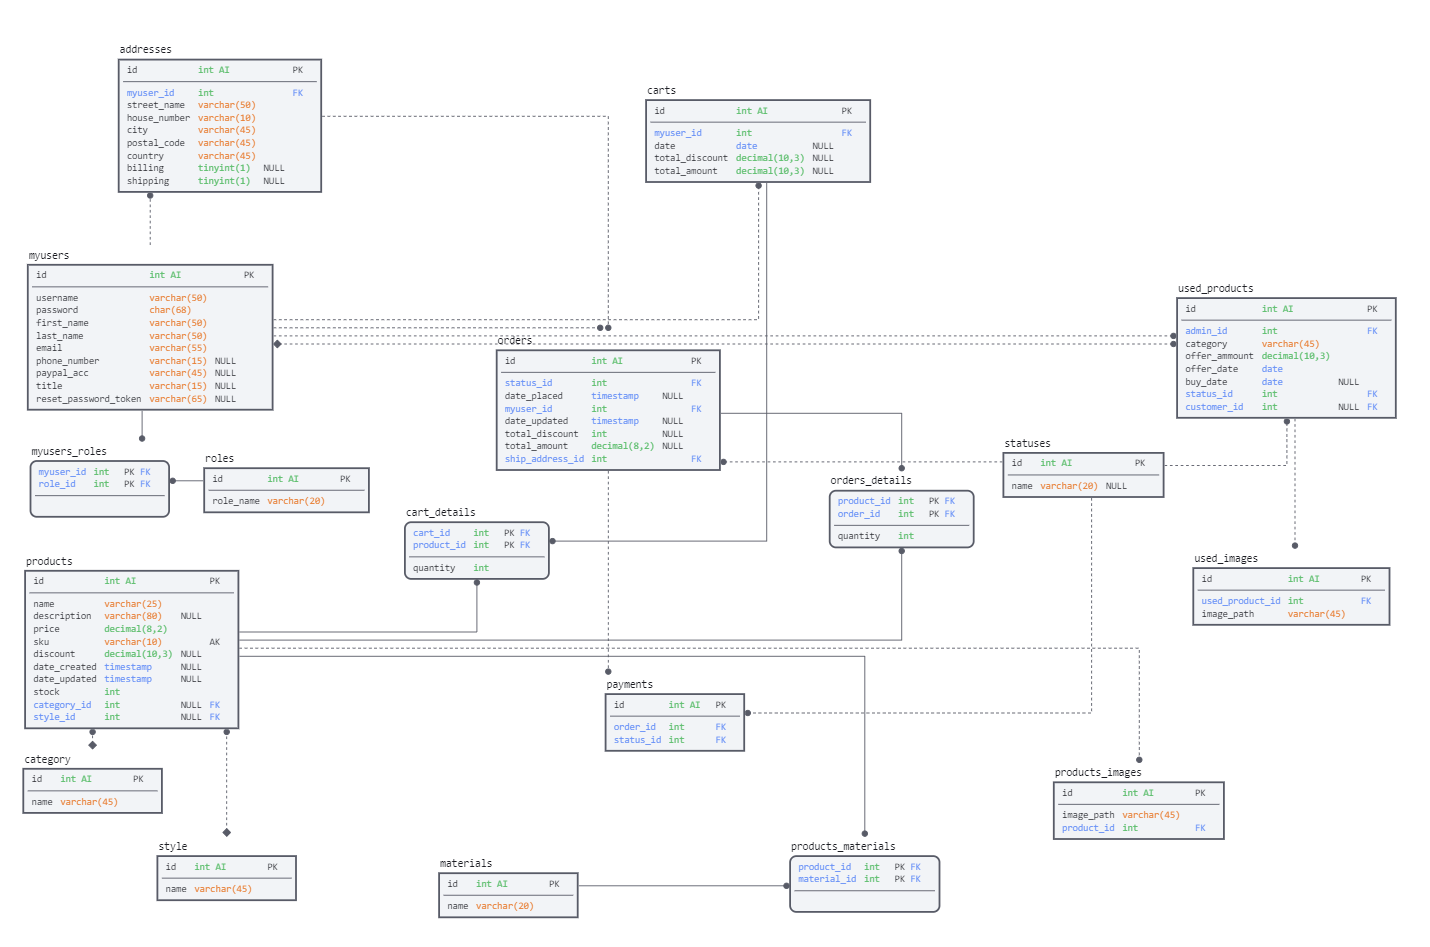 addresses
id int AI PK
myuser_id int FK
street_name varchar(50)
house_number varchar(10)
city varchar(45)
postal_code varchar(45)
country varchar(45)
billing tinyint(1) NULL
shipping tinyint(1) NULL
carts
id int AI PK
myuser_id int FK
date date NULL
total_discount decimal(10,3) NULL
total_amount decimal(10,3) NULL
myusers
id int AI PK
username varchar(50)
password char(68)
first_name varchar(50)
last_name varchar(50)
email varchar(55)
phone_number varchar(15) NULL
paypal_acc varchar(45) NULL
title varchar(15) NULL
reset_password_token varchar(65) NULL
used_products
id int AI PK
admin_id int FK
category varchar(45)
offer_ammount decimal(10,3)
offer_date date
buy_date date NULL
status_id int FK
customer_id int NULL FK
orders
id int AI PK
status_id int FK
date_placed timestamp NULL
myuser_id int FK
date_updated timestamp NULL
total_discount int NULL
total_amount decimal(8,2) NULL
ship_address_id int FK
myusers_roles
myuser_id int PK FK
role_id int PK FK
roles
id int AI PK
role_name varchar(20)
statuses
id int AI PK
name varchar(20) NULL
orders_details
product_id int PK FK
order_id int PK FK
quantity int
cart_details
cart_id int PK FK
product_id int PK FK
quantity int
used_images
id int AI PK
used_product_id int FK
image_path varchar(45)
products
id int AI PK
name varchar(25)
description varchar(80) NULL
price decimal(8,2)
sku varchar(10) AK
discount decimal(10,3) NULL
date_created timestamp NULL
date_updated timestamp NULL
stock int
category_id int NULL FK
style_id int NULL FK
payments
id int AI PK
order_id int FK
status_id int FK
category
id int AI PK
name varchar(45)
products_images
id int AI PK
image_path varchar(45)
product_id int FK
style
id int AI PK
name varchar(45)
materials
id int AI PK
name varchar(20)
products_materials
product_id int PK FK
material_id int PK FK